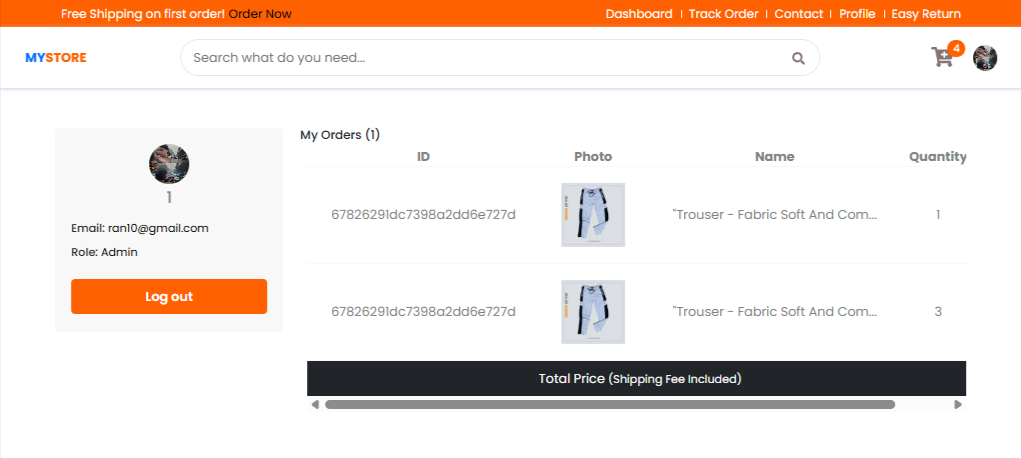 Free Shipping on first order! Order Now
Dashboard | Track Order | Contact | Profile | Easy Return
MYSTORE
Search what do you need...
4
1
Email: ran10@gmail.com
Role: Admin
Log out
My Orders (1)
ID Photo Name Quantity
67826291dc7398a2dd6e727d "Trouser - Fabric Soft And Com... 1
67826291dc7398a2dd6e727d "Trouser - Fabric Soft And Com... 3
Total Price (Shipping Fee Included)